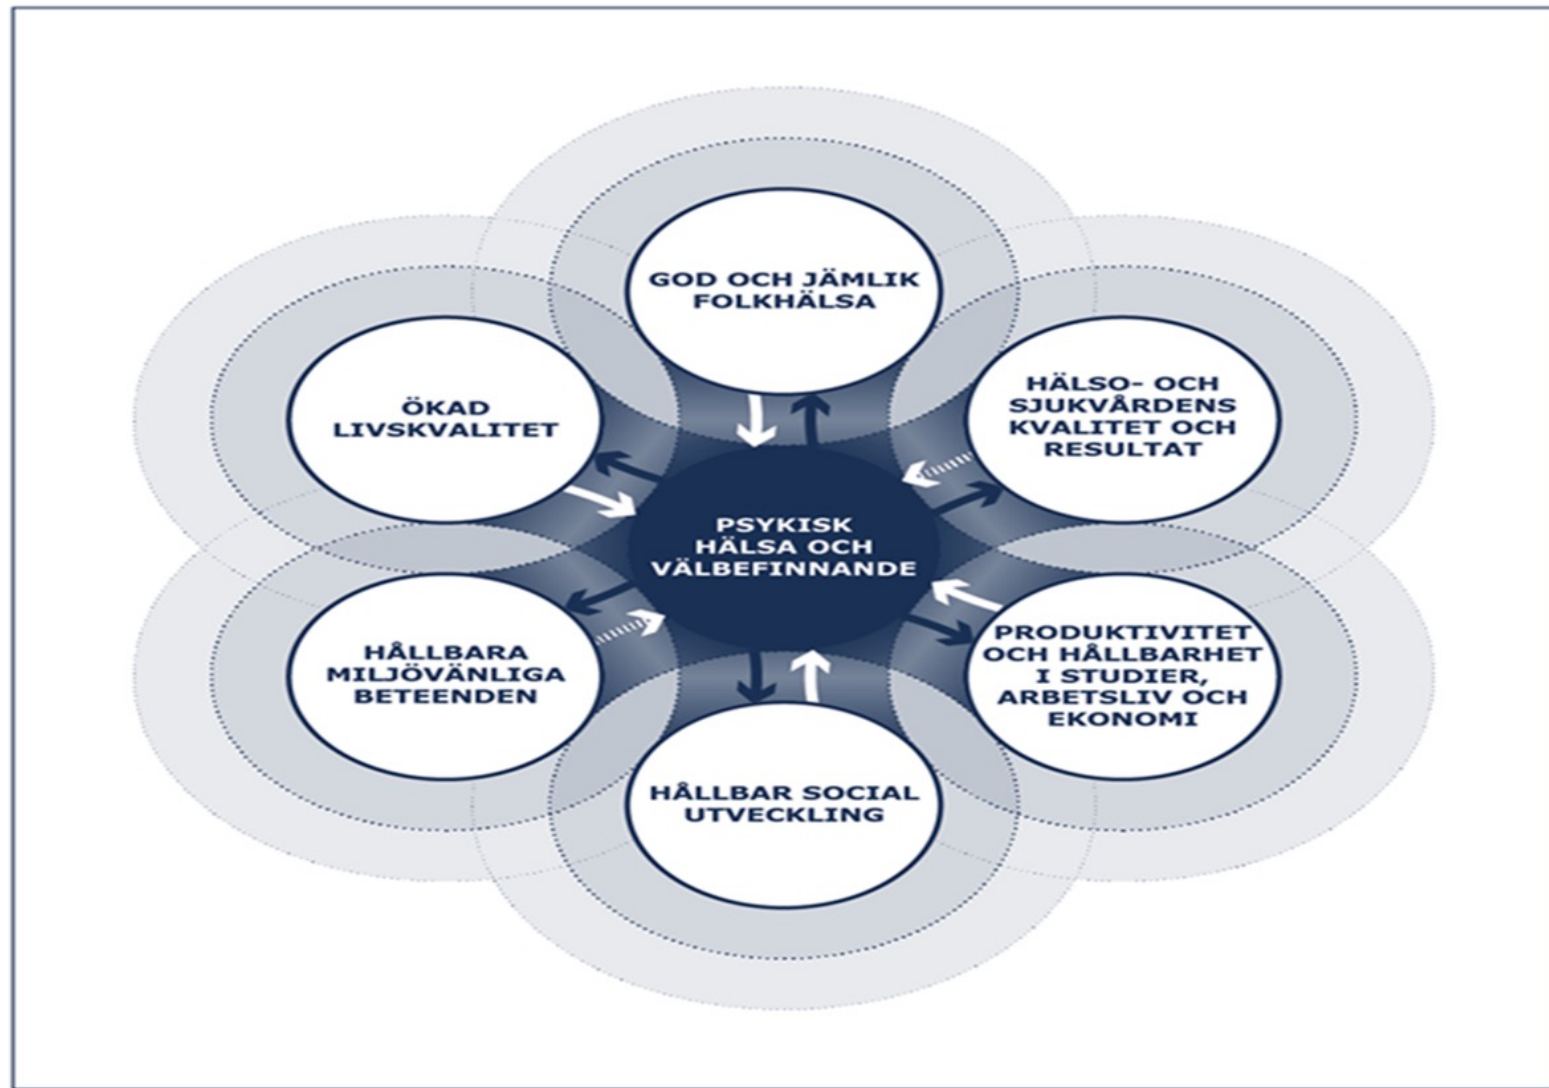 GOD OCH JÄMLIK
FOLKHÄLSA
HÄLSO- OCH
SJUKVÅRDENS
KVALITET OCH
RESULTAT
ÖKAD
LIVSKVALITET
PSYKISK
HÄLSA OCH
VÄLBEFINNANDE
HÅLLBARA
MILJÖVÄNLIGA
BETEENDEN
PRODUKTIVITET
OCH HÅLLBARHET
I STUDIER,
ARBETSLIV OCH
EKONOMI
HÅLLBAR SOCIAL
UTVECKLING